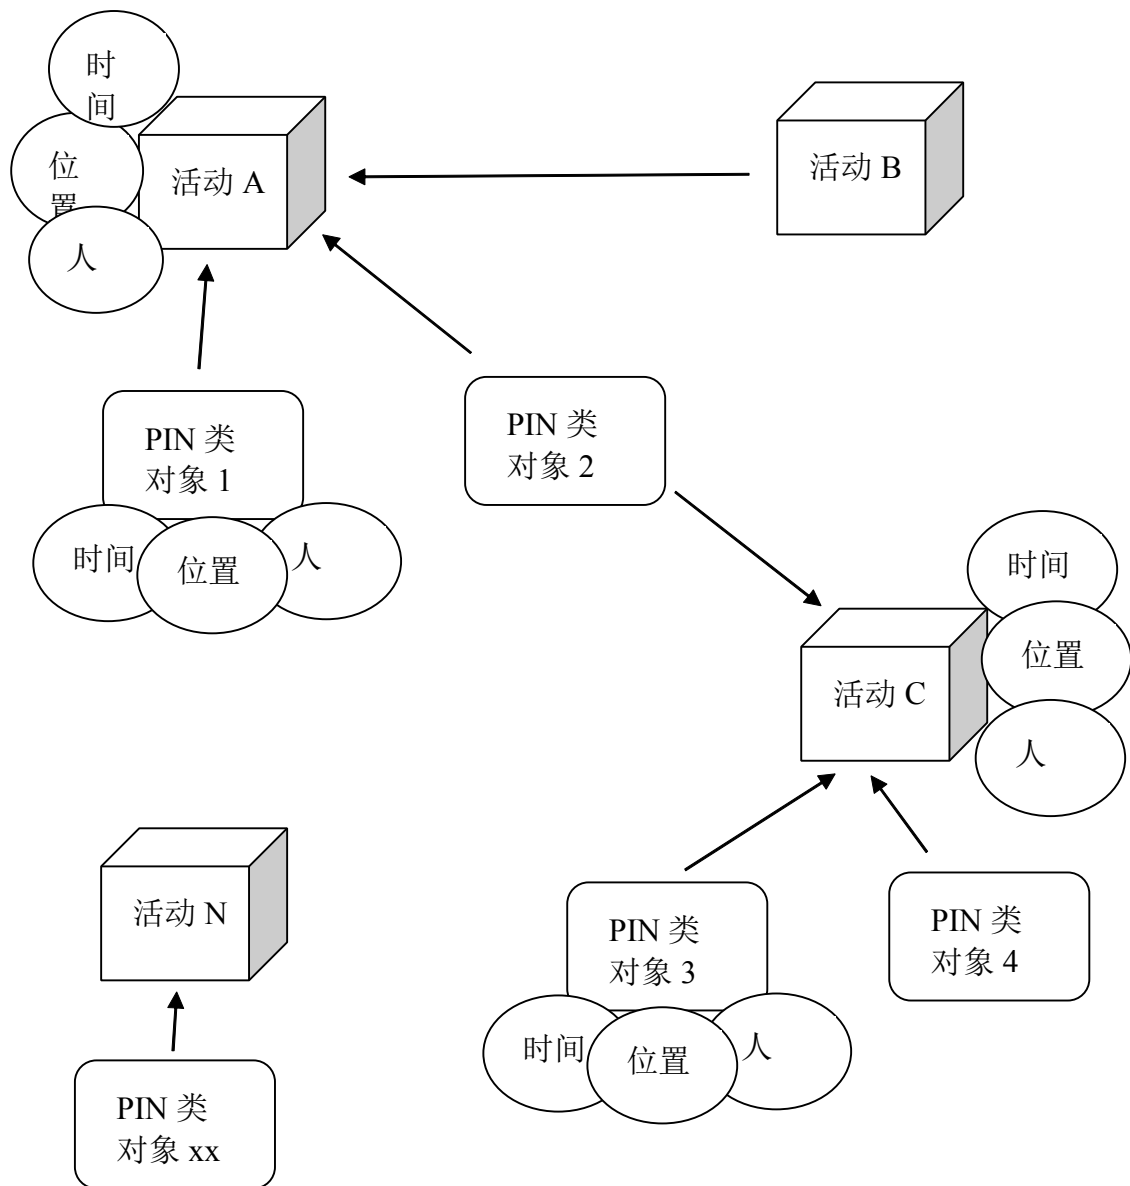 时
间
位
置
人
活动 A
活动 B
PIN 类
对象 1
时间
位置
人
PIN 类
对象 2
时间
位置
人
活动 C
活动 N
PIN 类
对象 3
时间
位置
人
PIN 类
对象 4
PIN 类
对象 xx